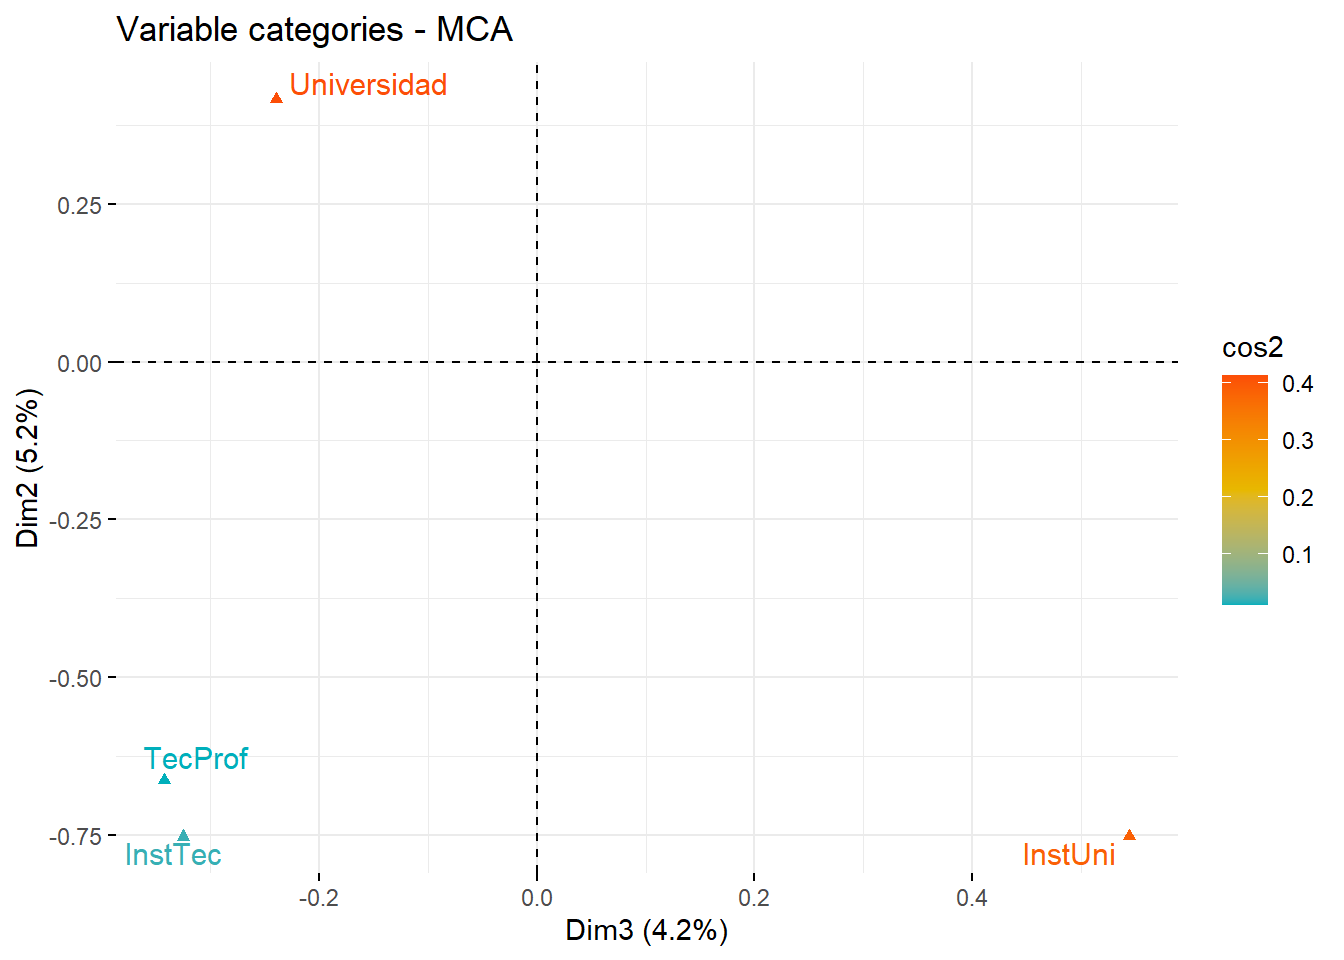 Variable categories - MCA
Universidad
0.25
0.00
-0.25
-0.50
-0.75
Dim2 (5.2%)
TecProf
InstTec
InstUni
-0.2
0.0
0.2
0.4
Dim3 (4.2%)
cos2
0.4
0.3
0.2
0.1